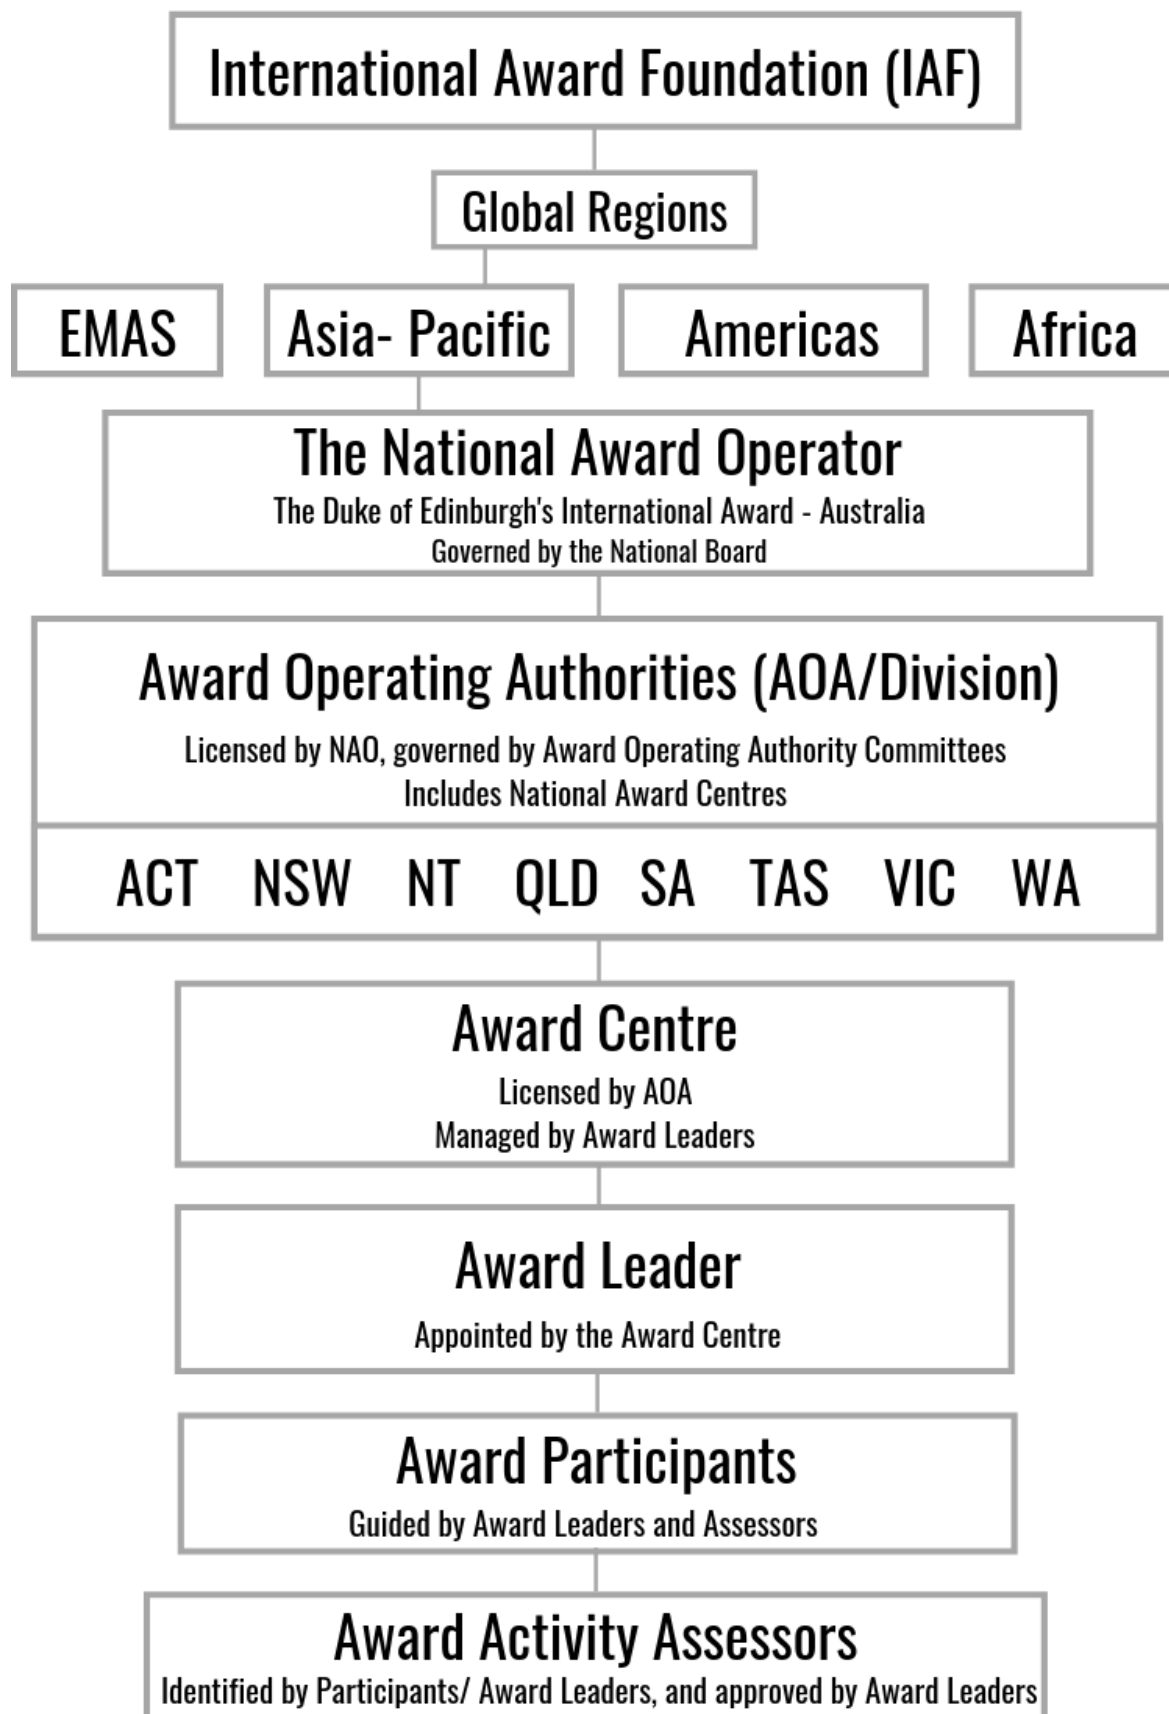 International Award Foundation (IAF)
Global Regions
EMAS
Asia- Pacific
Americas
Africa
The National Award Operator
The Duke of Edinburgh's International Award - Australia
Governed by the National Board
Award Operating Authorities (AOA/Division)
Licensed by NAO, governed by Award Operating Authority Committees
Includes National Award Centres
ACT NSW NT QLD SA TAS VIC WA
Award Centre
Licensed by AOA
Managed by Award Leaders
Award Leader
Appointed by the Award Centre
Award Participants
Guided by Award Leaders and Assessors
Award Activity Assessors
Identified by Participants/ Award Leaders, and approved by Award Leaders